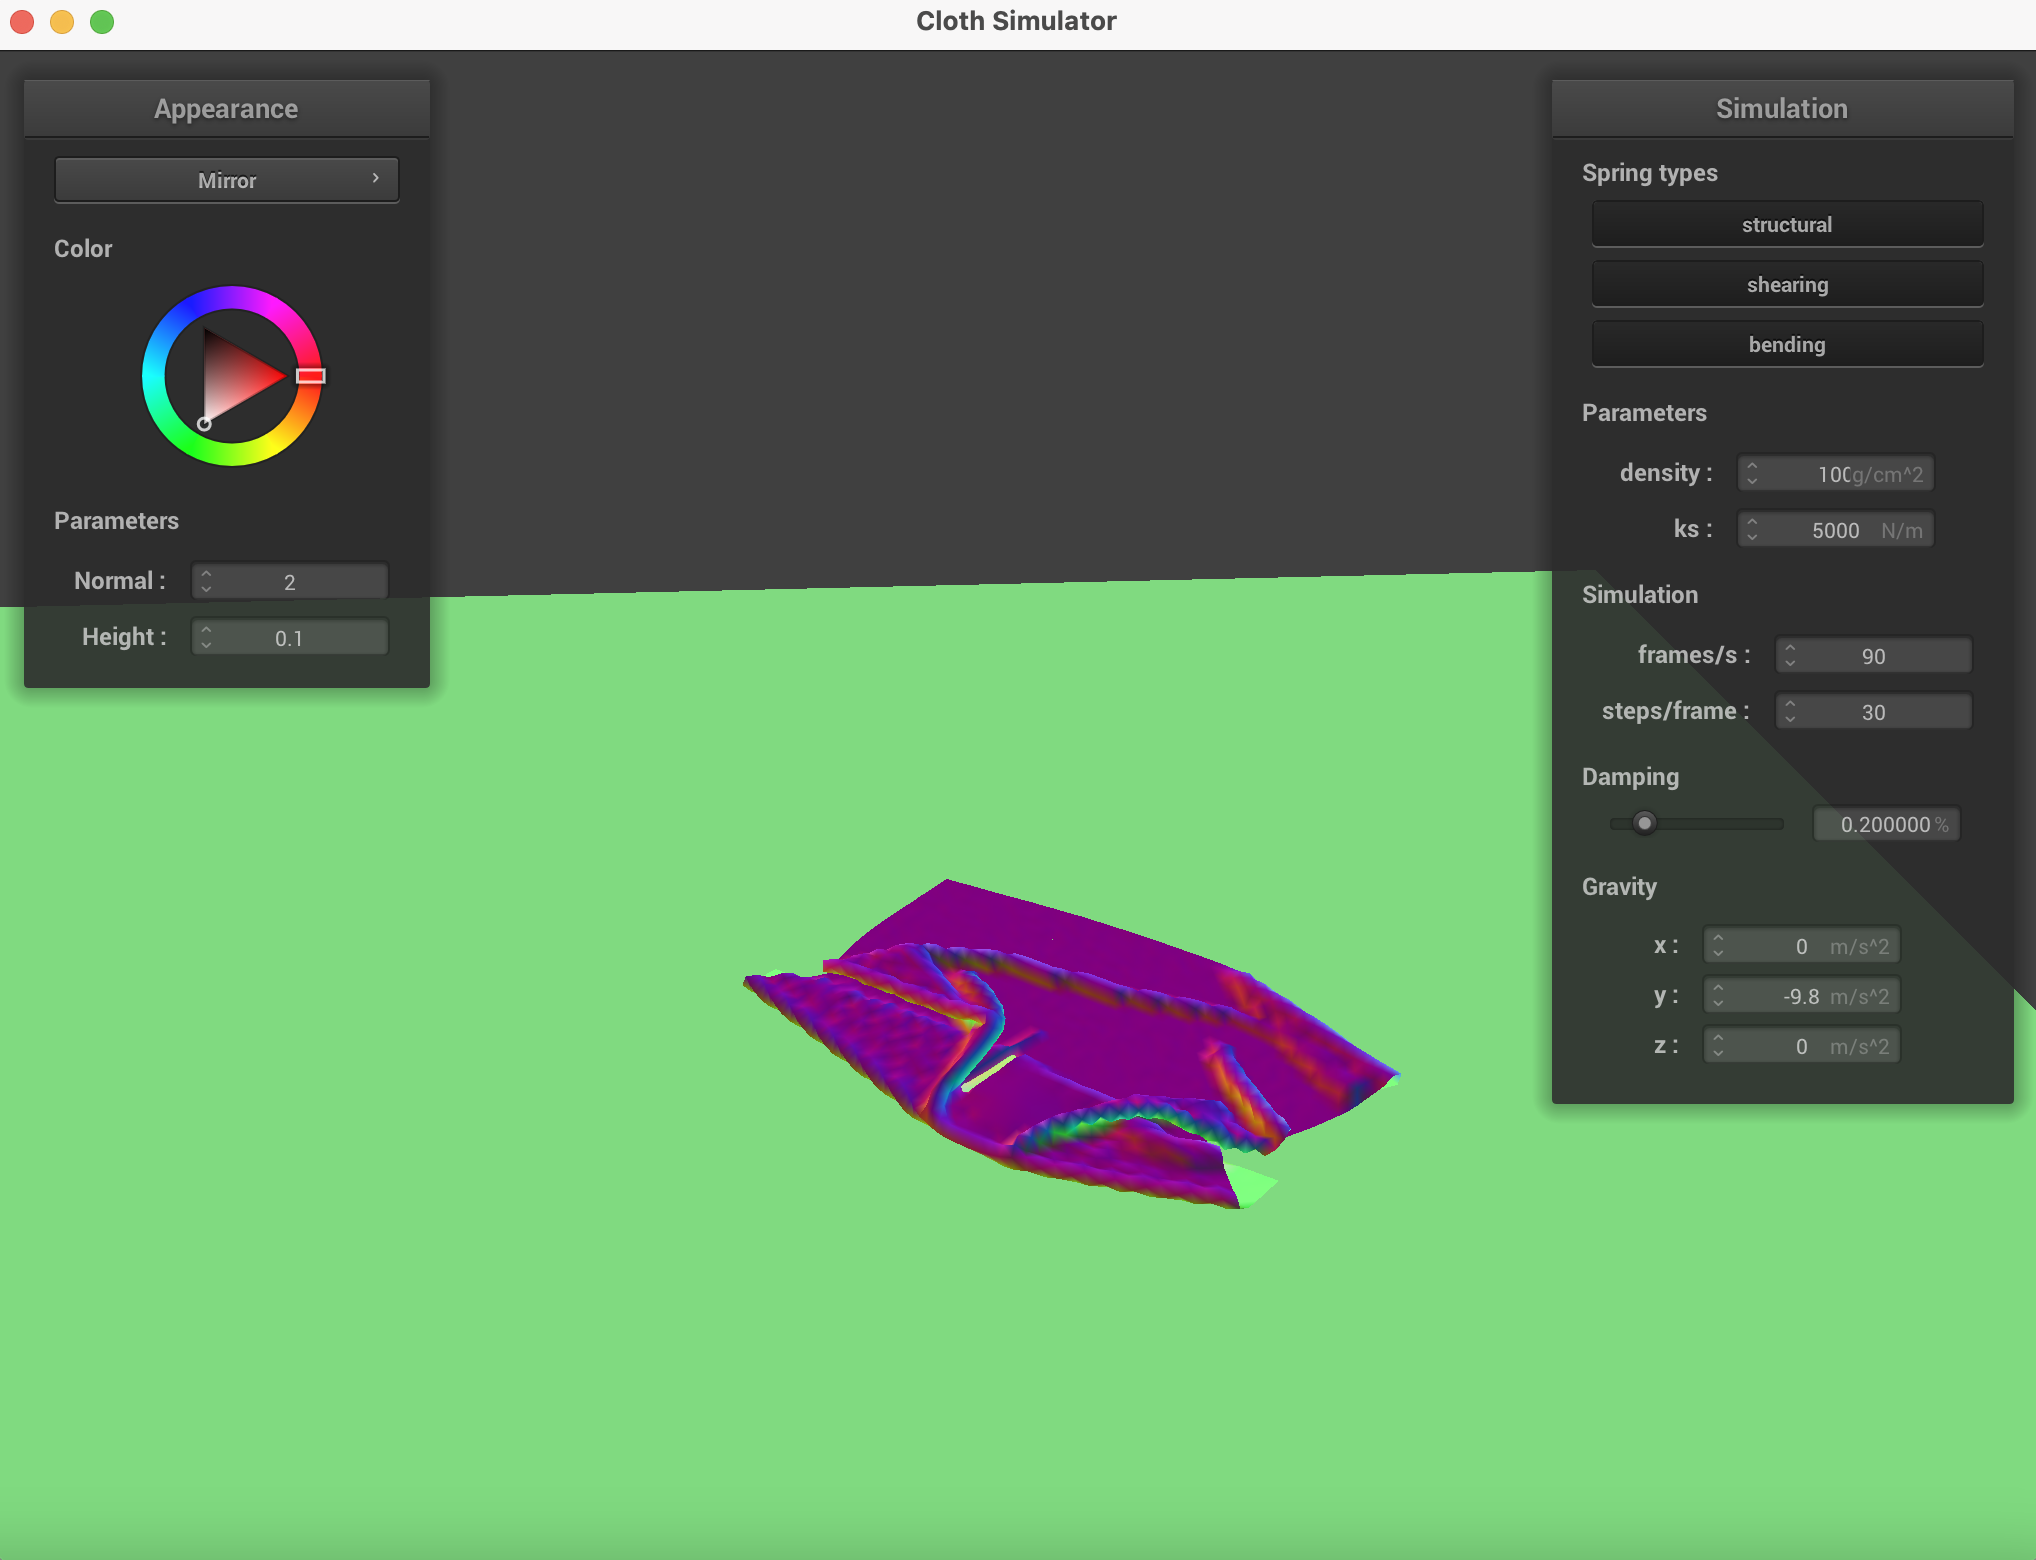 Cloth Simulator
Appearance
Mirror
Color
Parameters
Normal : 2
Height : 0.1
Simulation
Spring types
structural
shearing
bending
Parameters
density : 100 g/cm^2
ks : 5000 N/m
Simulation
frames/s : 90
steps/frame : 30
Damping
0.200000 %
Gravity
x : 0 m/s^2
y : -9.8 m/s^2
z : 0 m/s^2